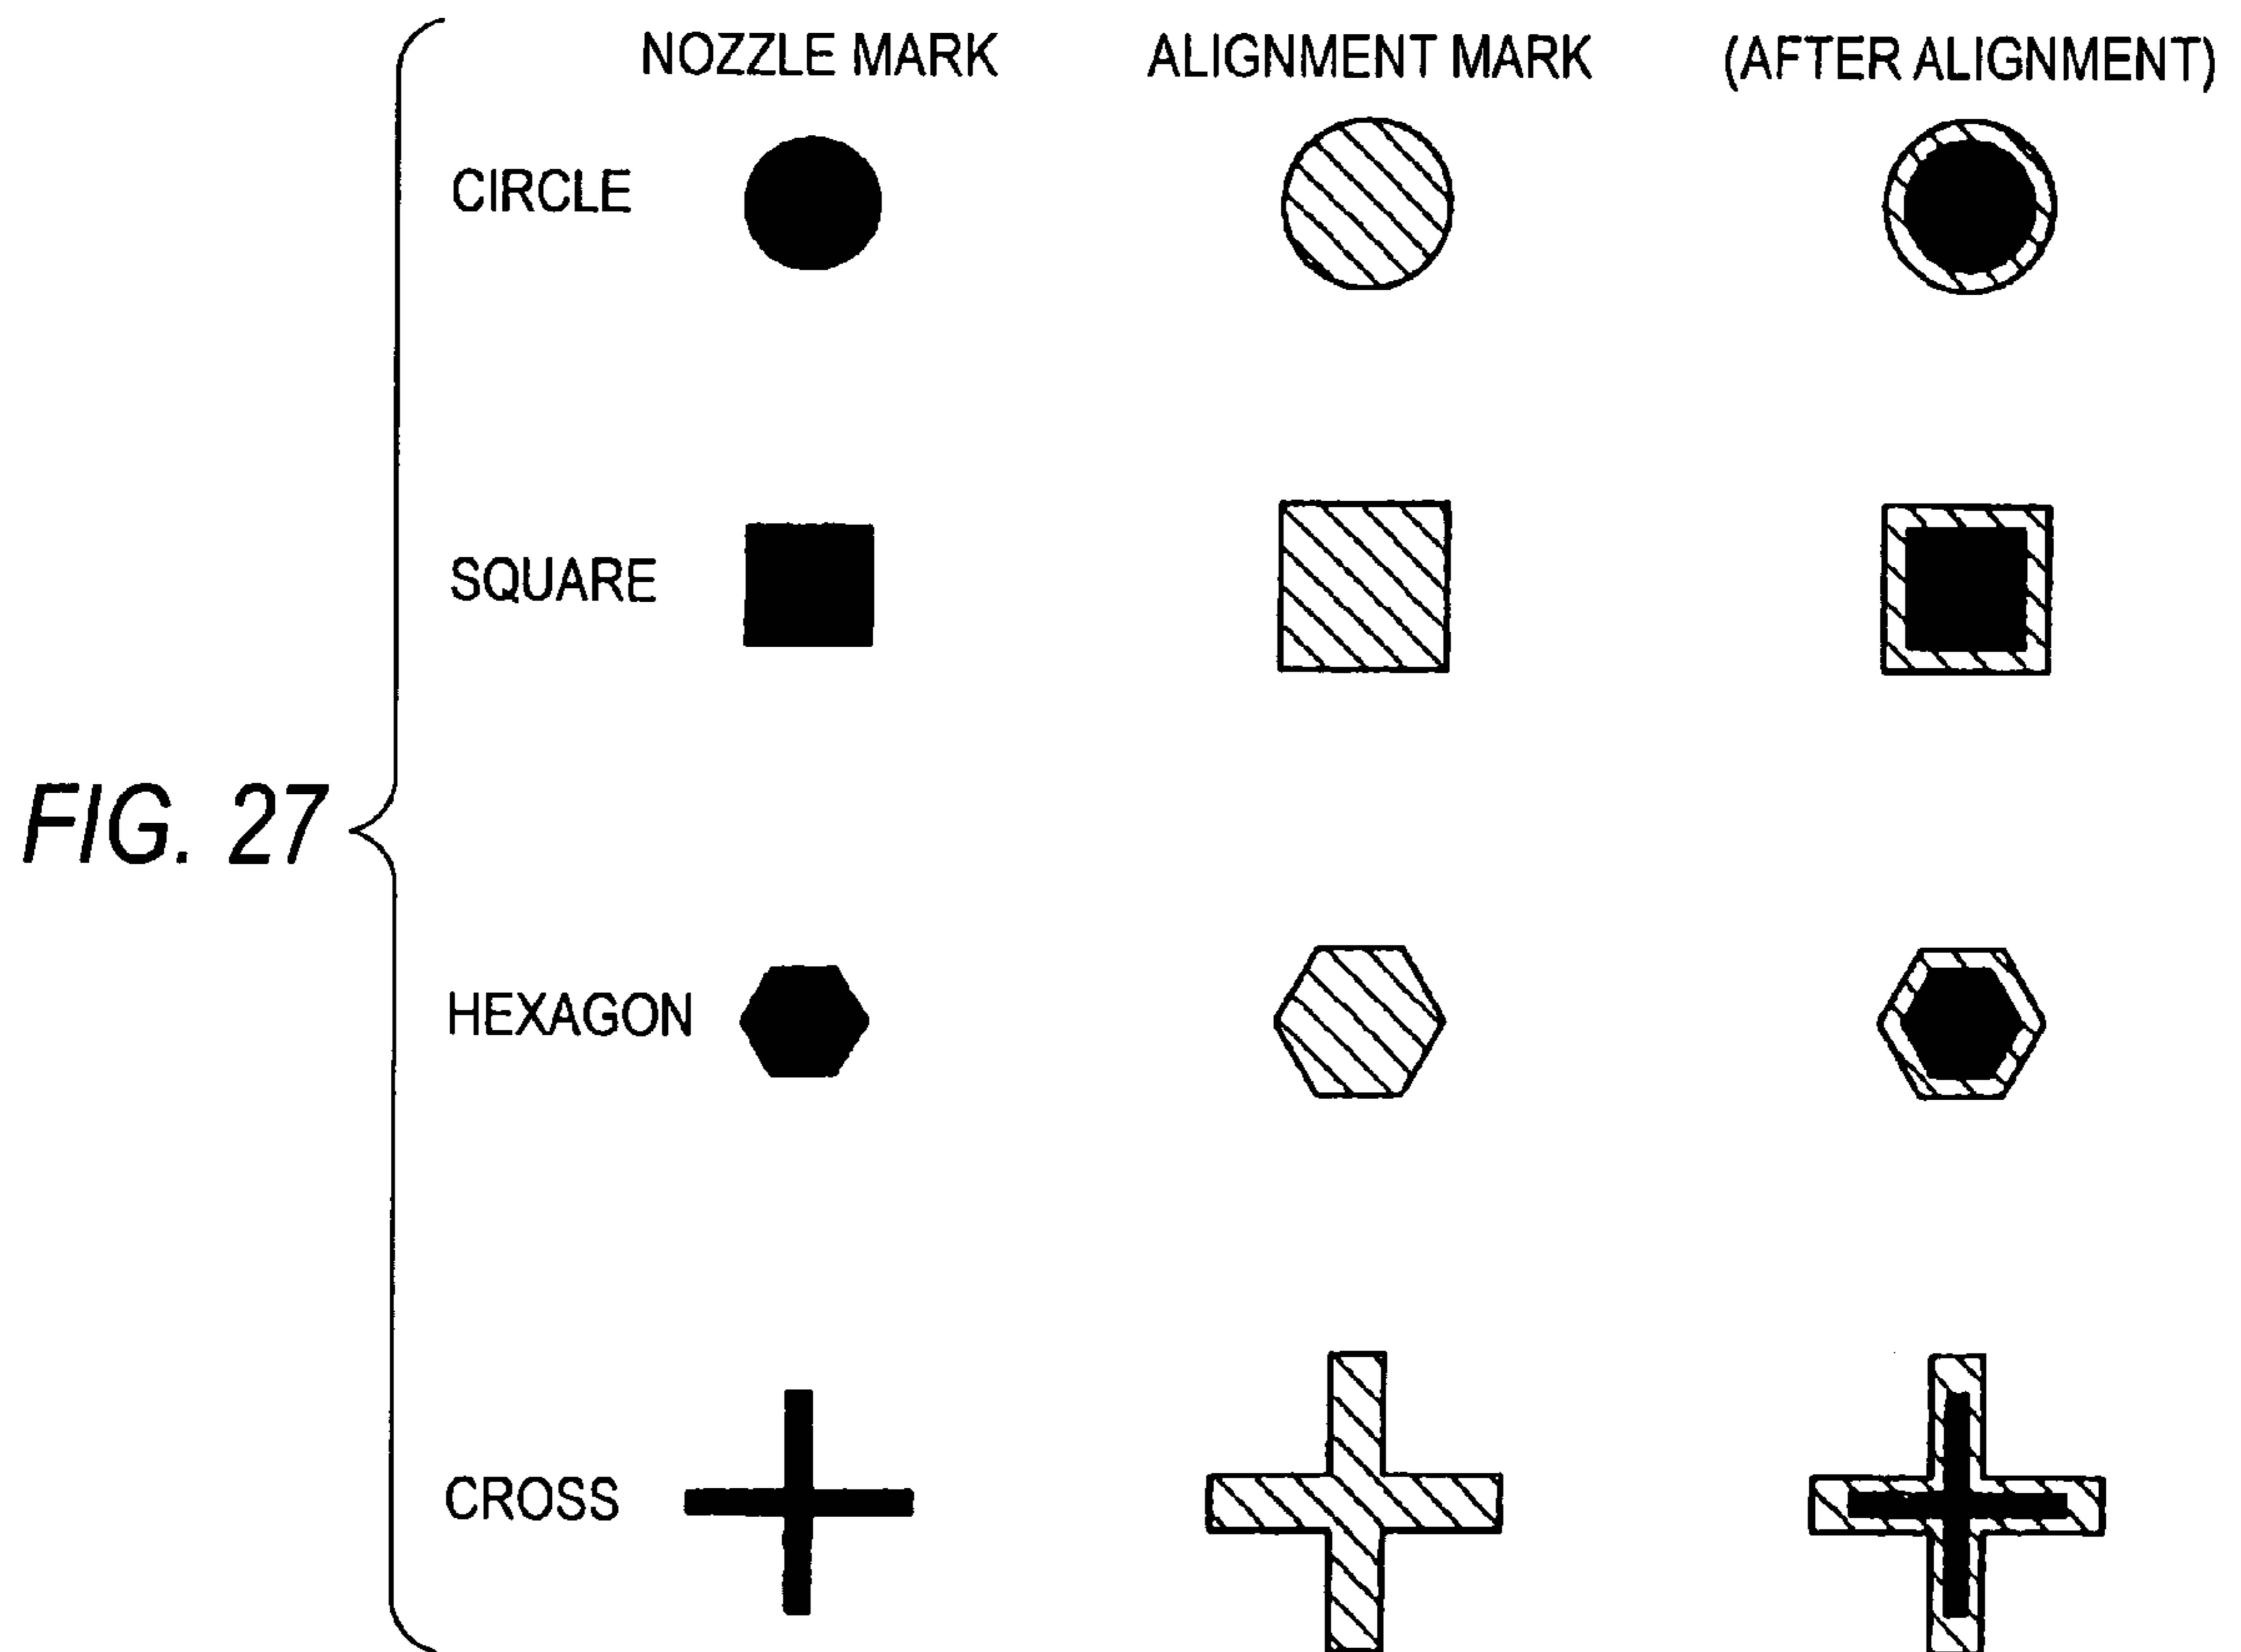 NOZZLE MARK ALIGNMENT MARK (AFTER ALIGNMENT)
CIRCLE
SQUARE
FIG. 27
HEXAGON
CROSS